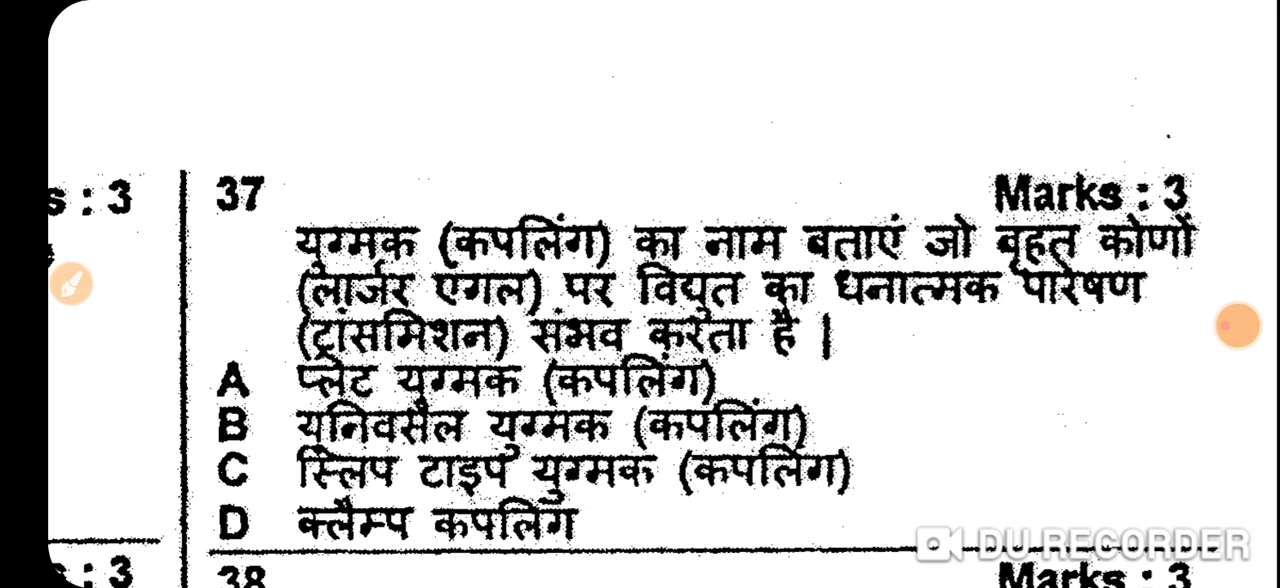 s : 3
37
Marks : 3
युग्मक (कपलिंग) का नाम बताएं जो वृहत् कोणों
(लार्जर एंगल) पर विद्युत का धनात्मक पारेषण
(ट्रांसमिशन) संभव करता है |
A प्लेट युग्मक (कपलिंग)
B यूनिवर्सल युग्मक (कपलिंग)
C स्लिप टाइप युग्मक (कपलिंग)
D क्लैम्प कपलिंग
DU RECORDER
s : 3
38
Marks : 3